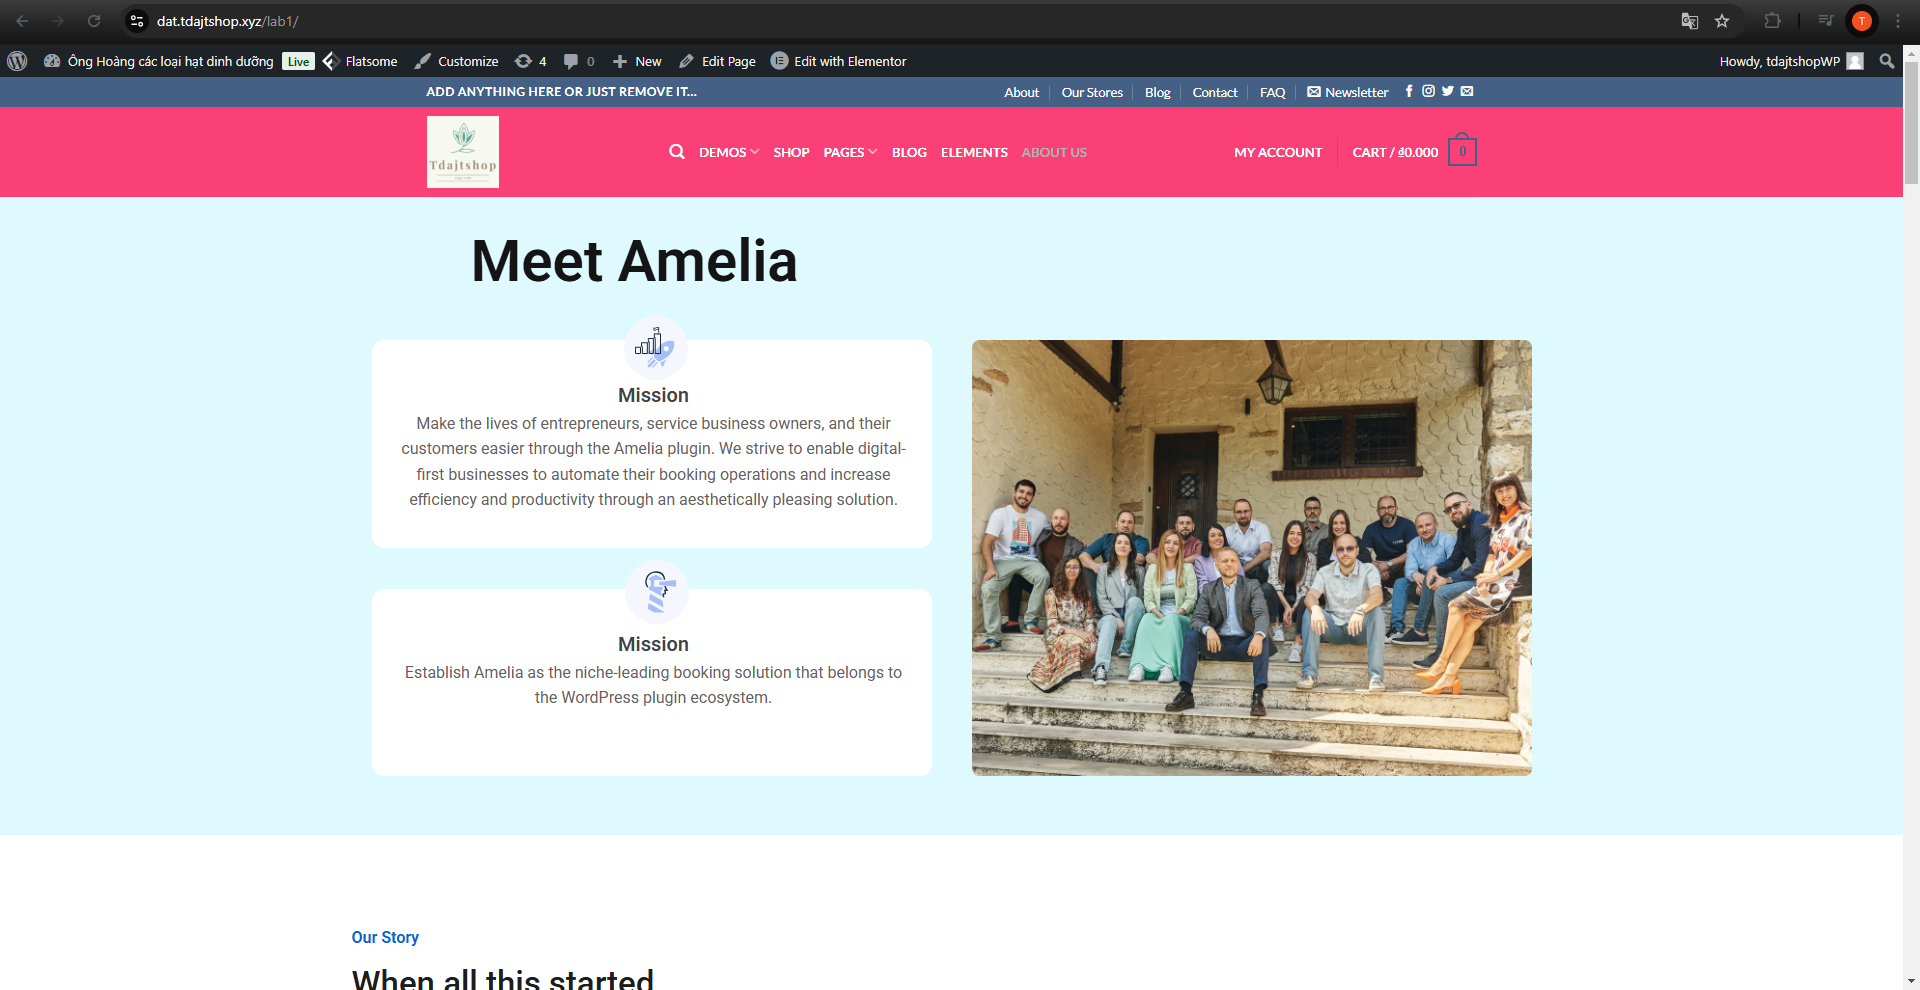 dat.tdajtshop.xyz/lab1/
T
Ông Hoàng các loại hạt dinh dưỡng Live Flatsome Customize 4 0 New Edit Page Edit with Elementor Howdy, tdajtshopWP
ADD ANYTHING HERE OR JUST REMOVE IT... About Our Stores Blog Contact FAQ Newsletter
Tdajtshop
DEMOS SHOP PAGES BLOG ELEMENTS ABOUT US MY ACCOUNT CART / ₫0.000 0
Meet Amelia
Mission
Make the lives of entrepreneurs, service business owners, and their
customers easier through the Amelia plugin. We strive to enable digital-
first businesses to automate their booking operations and increase
efficiency and productivity through an aesthetically pleasing solution.
Mission
Establish Amelia as the niche-leading booking solution that belongs to
the WordPress plugin ecosystem.
Our Story
When all this started